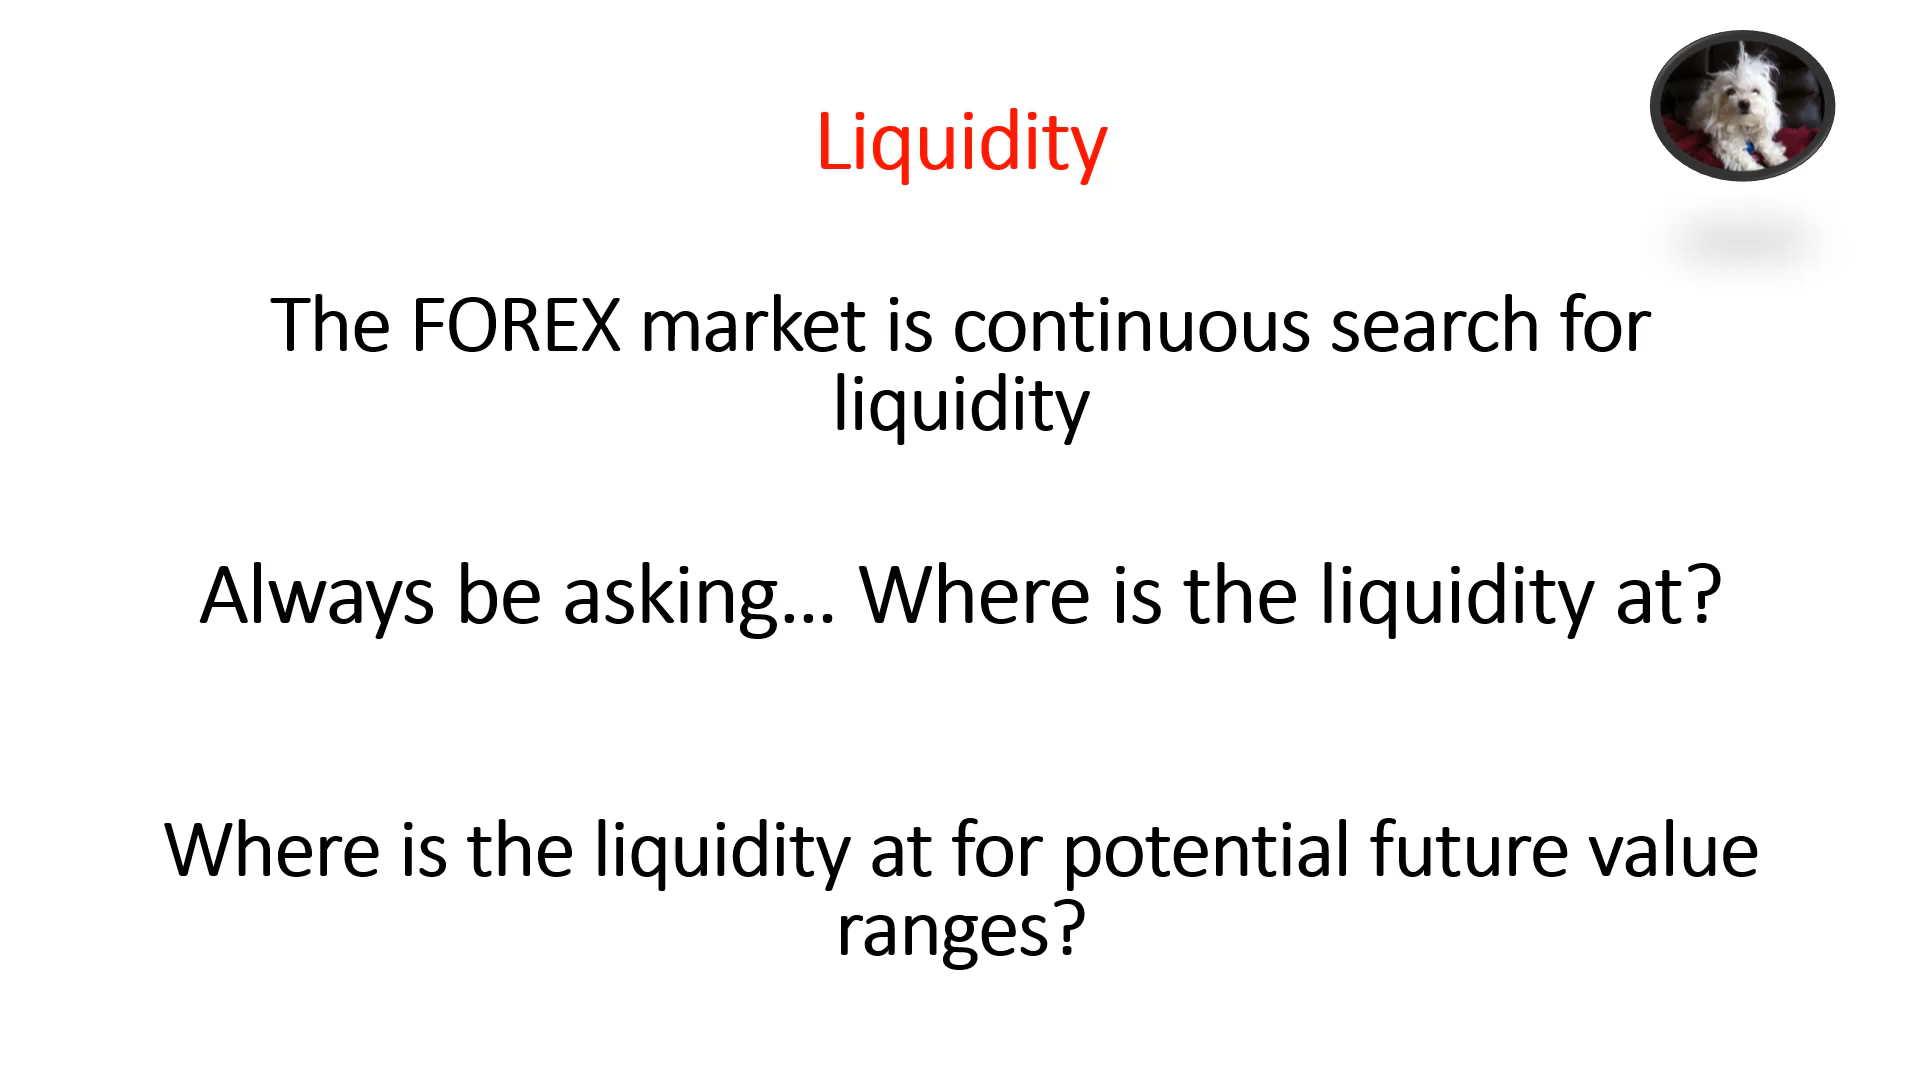 Liquidity
The FOREX market is continuous search for
liquidity
Always be asking... Where is the liquidity at?
Where is the liquidity at for potential future value
ranges?